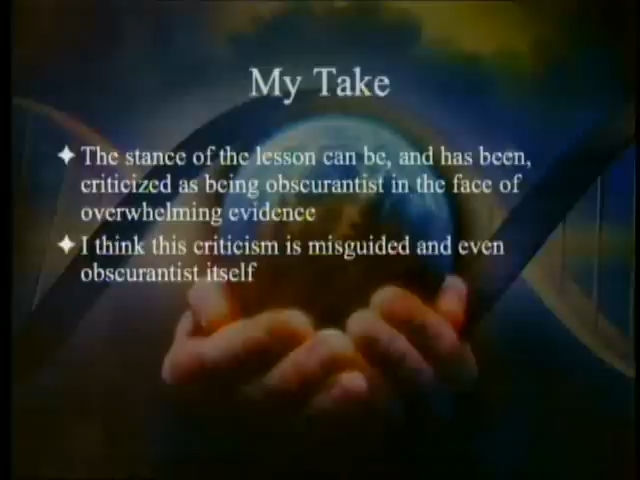 My Take
The stance of the lesson can be, and has been,
criticized as being obscurantist in the face of
overwhelming evidence
I think this criticism is misguided and even
obscurantist itself